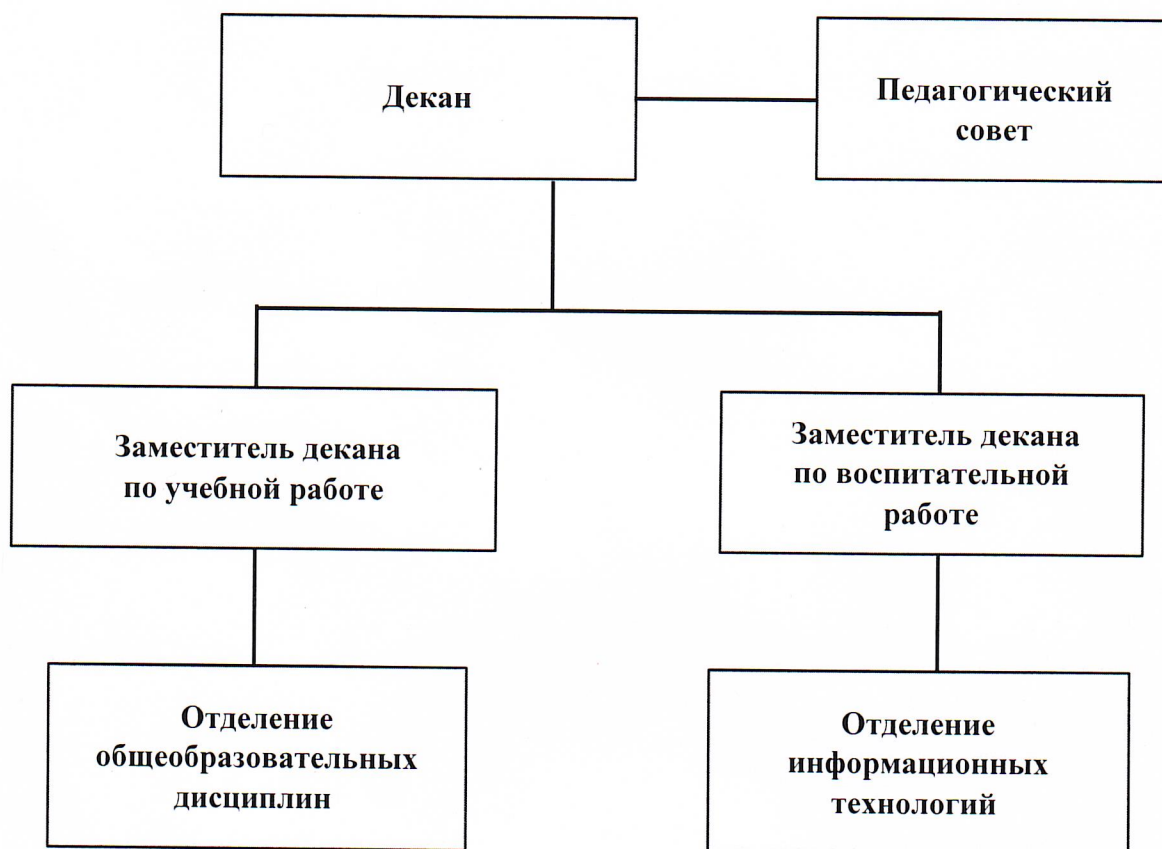 Декан
Педагогический
совет
Заместитель декана
по учебной работе
Заместитель декана
по воспитательной
работе
Отделение
общеобразовательных
дисциплин
Отделение
информационных
технологий